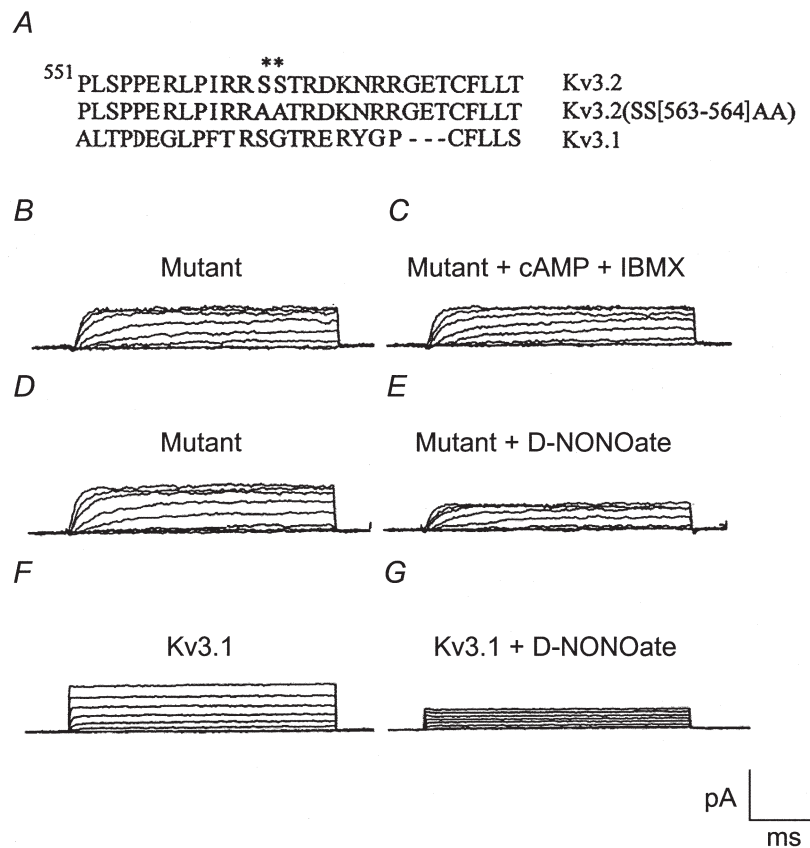 A
**
551 PLSPPERLPIRRSSTRDKNRRGETCFLLT Kv3.2
PLSPPERLPIRRAATRDKNRRGETCFLLT Kv3.2(SS[563-564]AA)
ALTPDEGLPFTRSGTRERYGP---CFLLS Kv3.1
B
C
Mutant
Mutant + cAMP + IBMX
D
E
Mutant
Mutant + D-NONOate
F
G
Kv3.1
Kv3.1 + D-NONOate
pA
ms